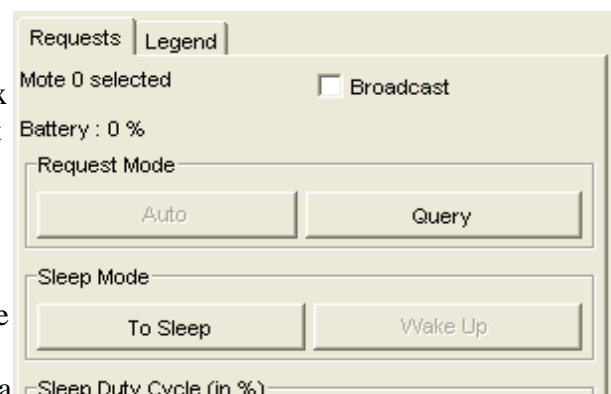 Requests Legend
Mote 0 selected Broadcast
Battery : 0 %
Request Mode
Auto Query
Sleep Mode
To Sleep Wake Up
Sleep Duty Cycle (in %)